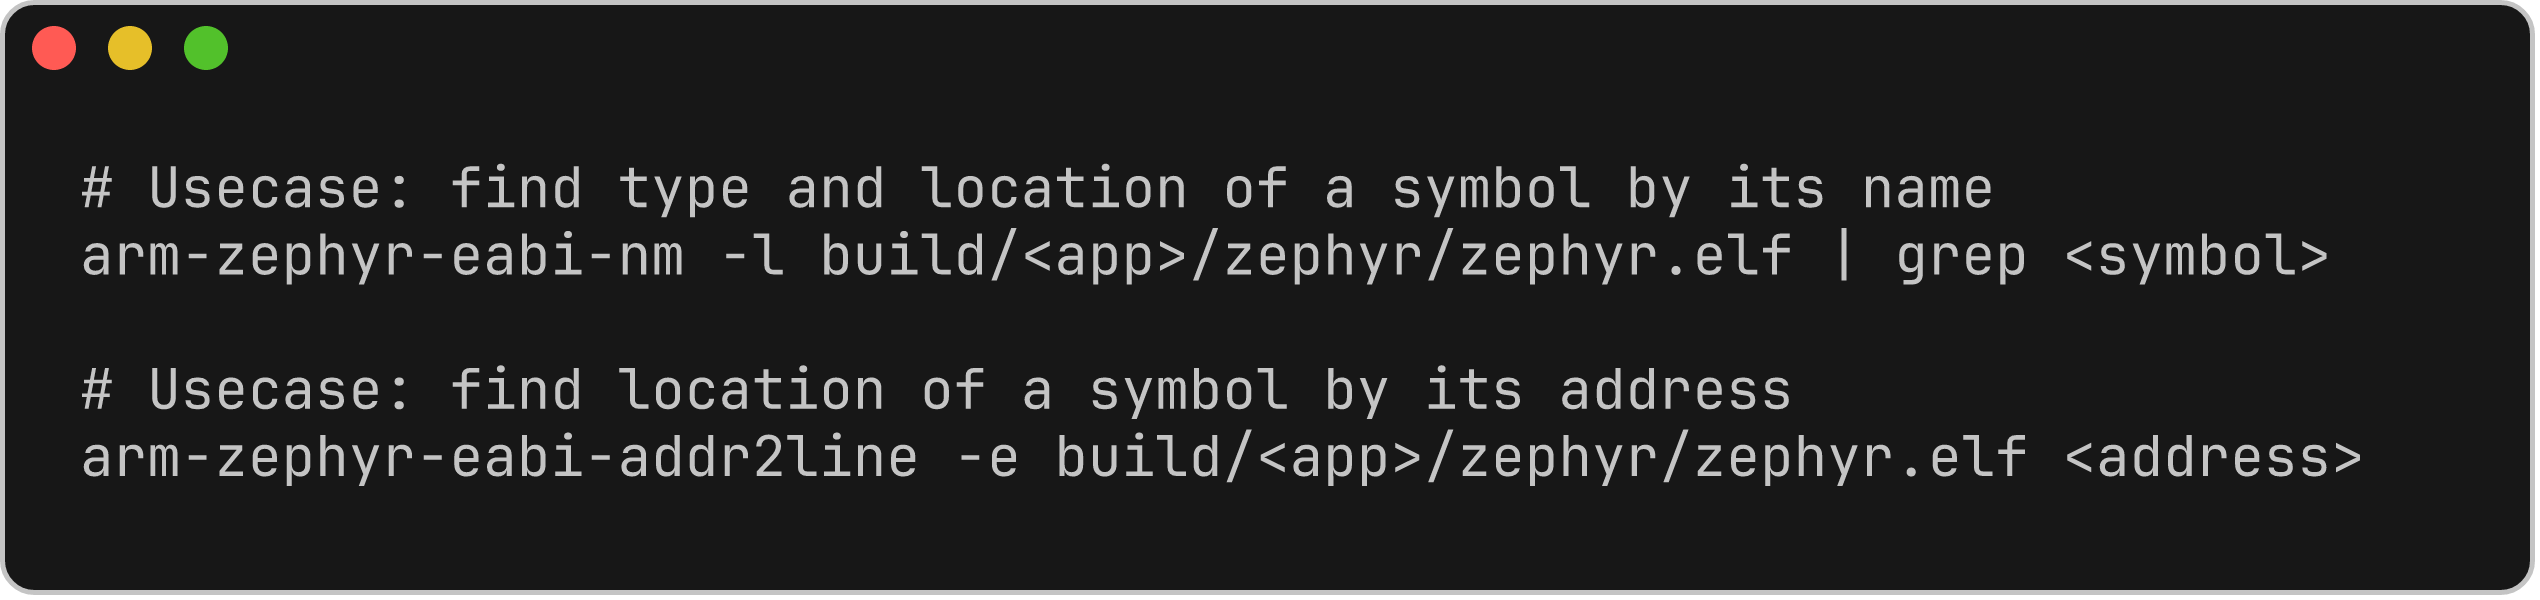 # Usecase: find type and location of a symbol by its name
arm-zephyr-eabi-nm -l build/<app>/zephyr/zephyr.elf | grep <symbol>
# Usecase: find location of a symbol by its address
arm-zephyr-eabi-addr2line -e build/<app>/zephyr/zephyr.elf <address>